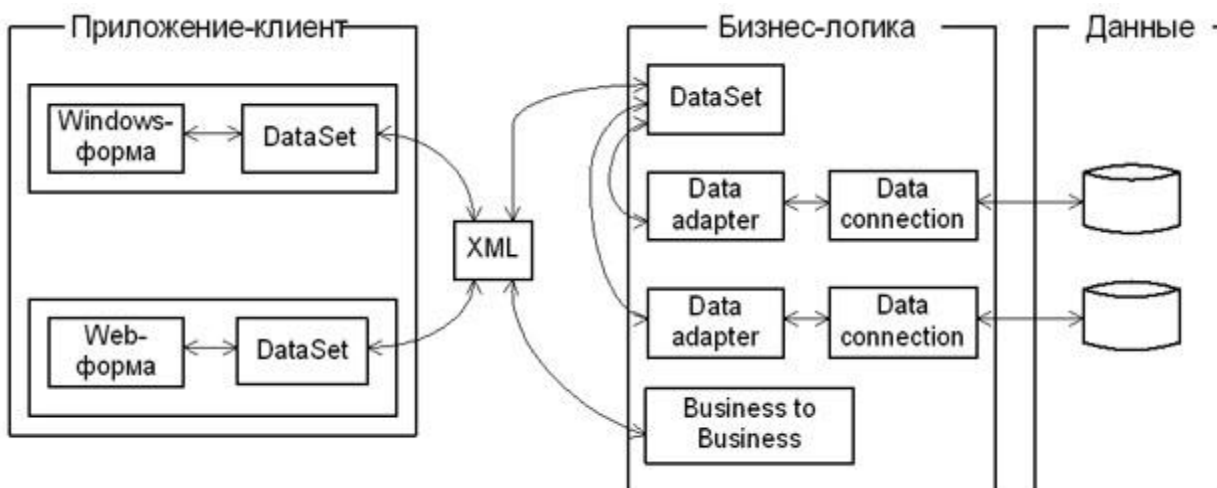 Приложение-клиент
Windows-
форма
DataSet
Web-
форма
DataSet
XML
Бизнес-логика
DataSet
Data
adapter
Data
connection
Data
adapter
Data
connection
Business to
Business
Данные